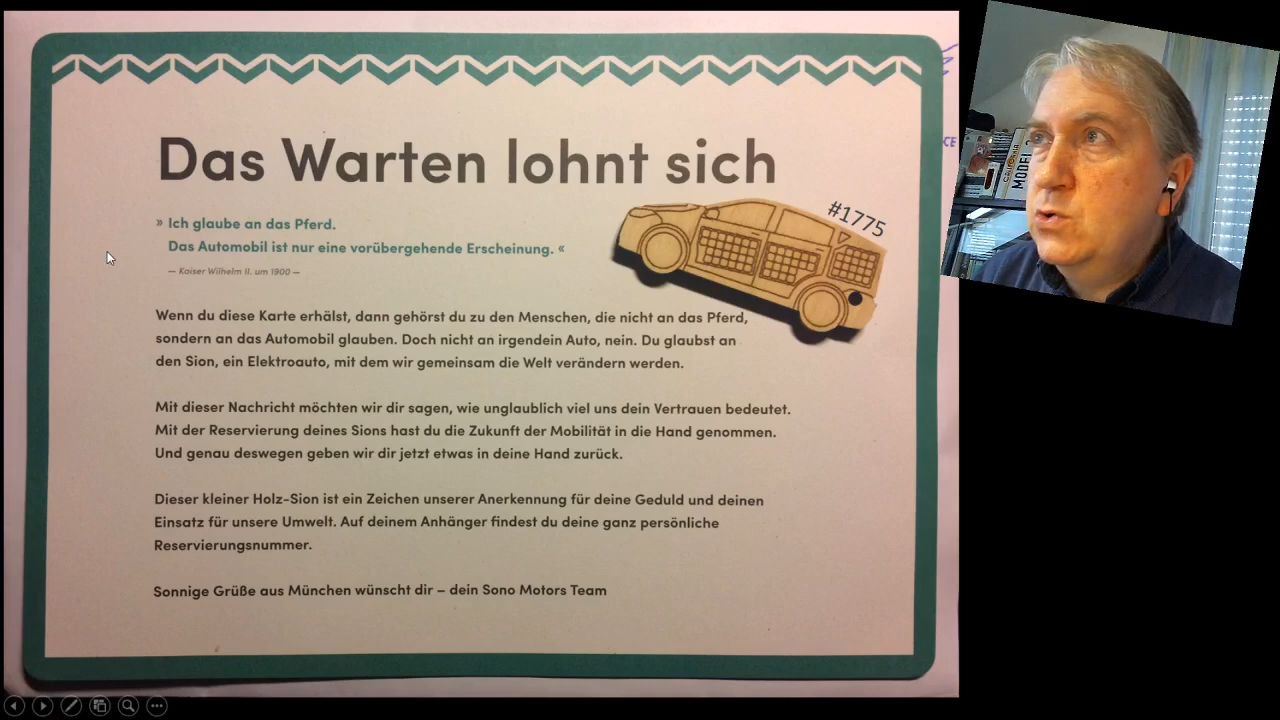 Das Warten lohnt sich
#1775
» Ich glaube an das Pferd.
Das Automobil ist nur eine vorübergehende Erscheinung. «
— Kaiser Wilhelm II. um 1900 —
Wenn du diese Karte erhälst, dann gehörst du zu den Menschen, die nicht an das Pferd,
sondern an das Automobil glauben. Doch nicht an irgendein Auto, nein. Du glaubst an
den Sion, ein Elektroauto, mit dem wir gemeinsam die Welt verändern werden.
Mit dieser Nachricht möchten wir dir sagen, wie unglaublich viel uns dein Vertrauen bedeutet.
Mit der Reservierung deines Sions hast du die Zukunft der Mobilität in die Hand genommen.
Und genau deswegen geben wir dir jetzt etwas in deine Hand zurück.
Dieser kleiner Holz-Sion ist ein Zeichen unserer Anerkennung für deine Geduld und deinen
Einsatz für unsere Umwelt. Auf deinem Anhänger findest du deine ganz persönliche
Reservierungsnummer.
Sonnige Grüße aus München wünscht dir – dein Sono Motors Team